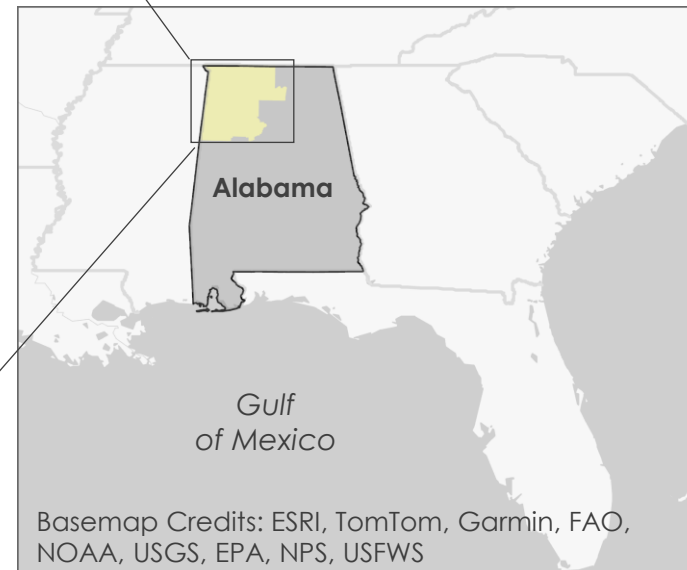 Alabama
Gulf
of Mexico
Basemap Credits: ESRI, TomTom, Garmin, FAO,
NOAA, USGS, EPA, NPS, USFWS